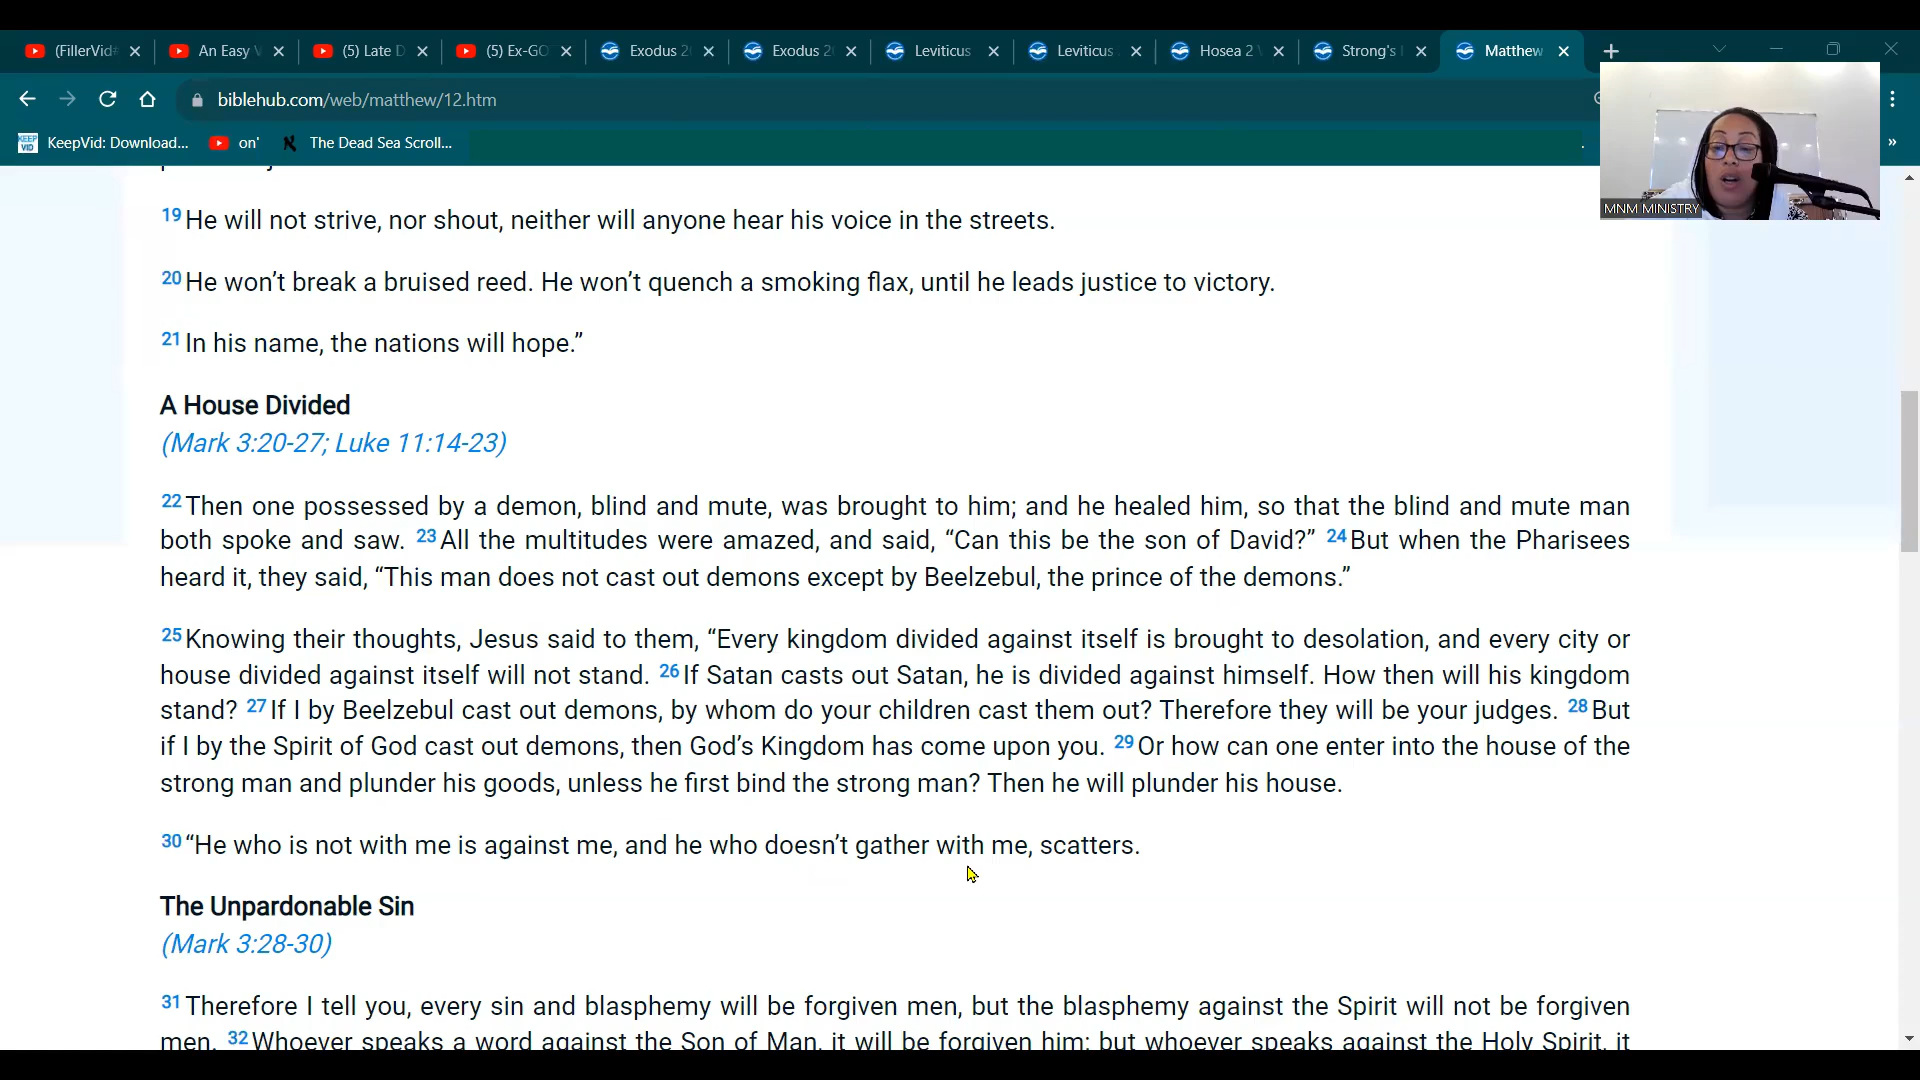 (FillerVid
An Easy
(5) Late D
(5) Ex-GO
Exodus 2
Exodus 2
Leviticus
Leviticus
Hosea 2
Strong's
Matthew
biblehub.com/web/matthew/12.htm
KEEP VID
KeepVid: Download...
on'
The Dead Sea Scroll...
MNM MINISTRY
19 He will not strive, nor shout, neither will anyone hear his voice in the streets.
20 He won’t break a bruised reed. He won’t quench a smoking flax, until he leads justice to victory.
21 In his name, the nations will hope.”
A House Divided
(Mark 3:20-27; Luke 11:14-23)
22 Then one possessed by a demon, blind and mute, was brought to him; and he healed him, so that the blind and mute man
both spoke and saw. 23 All the multitudes were amazed, and said, “Can this be the son of David?” 24 But when the Pharisees
heard it, they said, “This man does not cast out demons except by Beelzebul, the prince of the demons.”
25 Knowing their thoughts, Jesus said to them, “Every kingdom divided against itself is brought to desolation, and every city or
house divided against itself will not stand. 26 If Satan casts out Satan, he is divided against himself. How then will his kingdom
stand? 27 If I by Beelzebul cast out demons, by whom do your children cast them out? Therefore they will be your judges. 28 But
if I by the Spirit of God cast out demons, then God’s Kingdom has come upon you. 29 Or how can one enter into the house of the
strong man and plunder his goods, unless he first bind the strong man? Then he will plunder his house.
30 “He who is not with me is against me, and he who doesn’t gather with me, scatters.
The Unpardonable Sin
(Mark 3:28-30)
31 Therefore I tell you, every sin and blasphemy will be forgiven men, but the blasphemy against the Spirit will not be forgiven
men. 32 Whoever speaks a word against the Son of Man, it will be forgiven him; but whoever speaks against the Holy Spirit, it